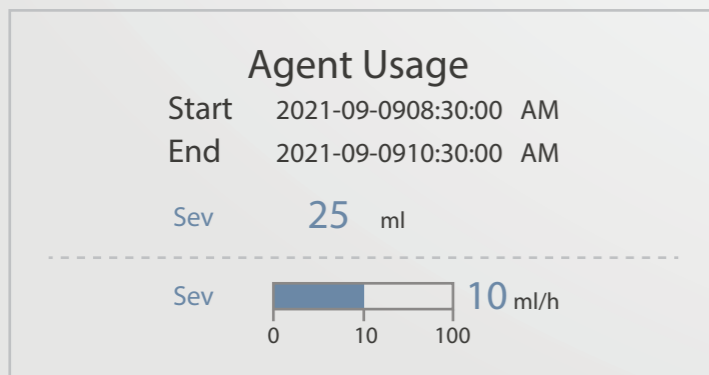 Agent Usage
Start 2021-09-0908:30:00 AM
End 2021-09-0910:30:00 AM
Sev 25 ml
Sev 10 ml/h
0 10 100